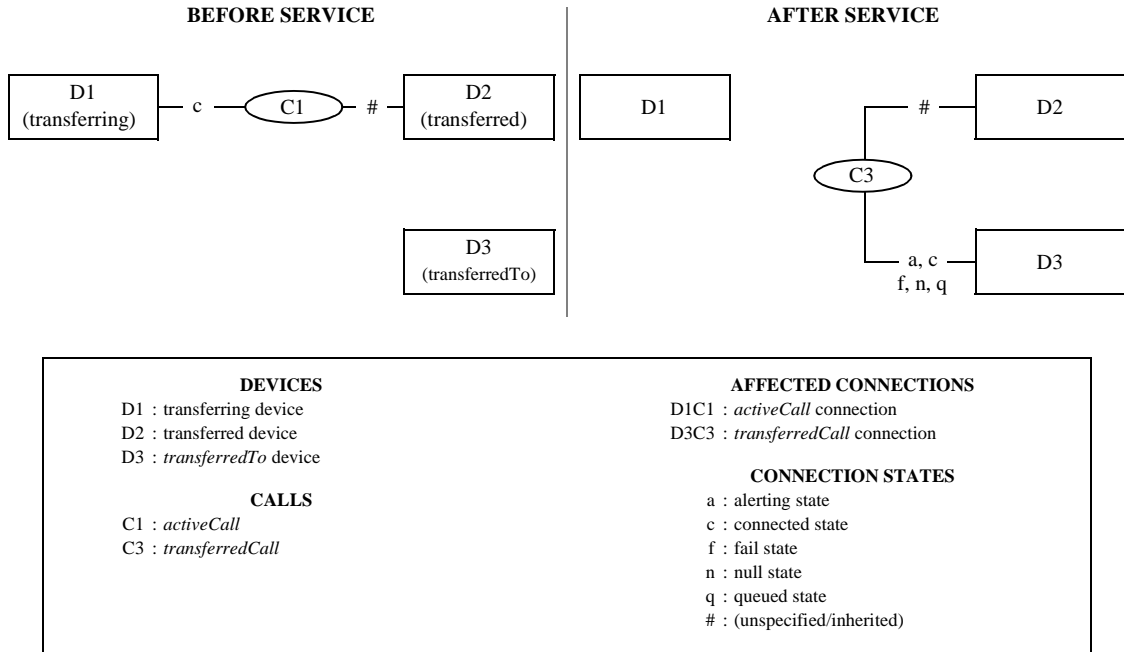 BEFORE SERVICE
D1
(transferring)
c
C1
#
D2
(transferred)
D3
(transferredTo)
AFTER SERVICE
D1
#
D2
C3
a, c
f, n, q
D3
DEVICES
D1 : transferring device
D2 : transferred device
D3 : transferredTo device
CALLS
C1 : activeCall
C3 : transferredCall
AFFECTED CONNECTIONS
D1C1 : activeCall connection
D3C3 : transferredCall connection
CONNECTION STATES
a : alerting state
c : connected state
f : fail state
n : null state
q : queued state
# : (unspecified/inherited)